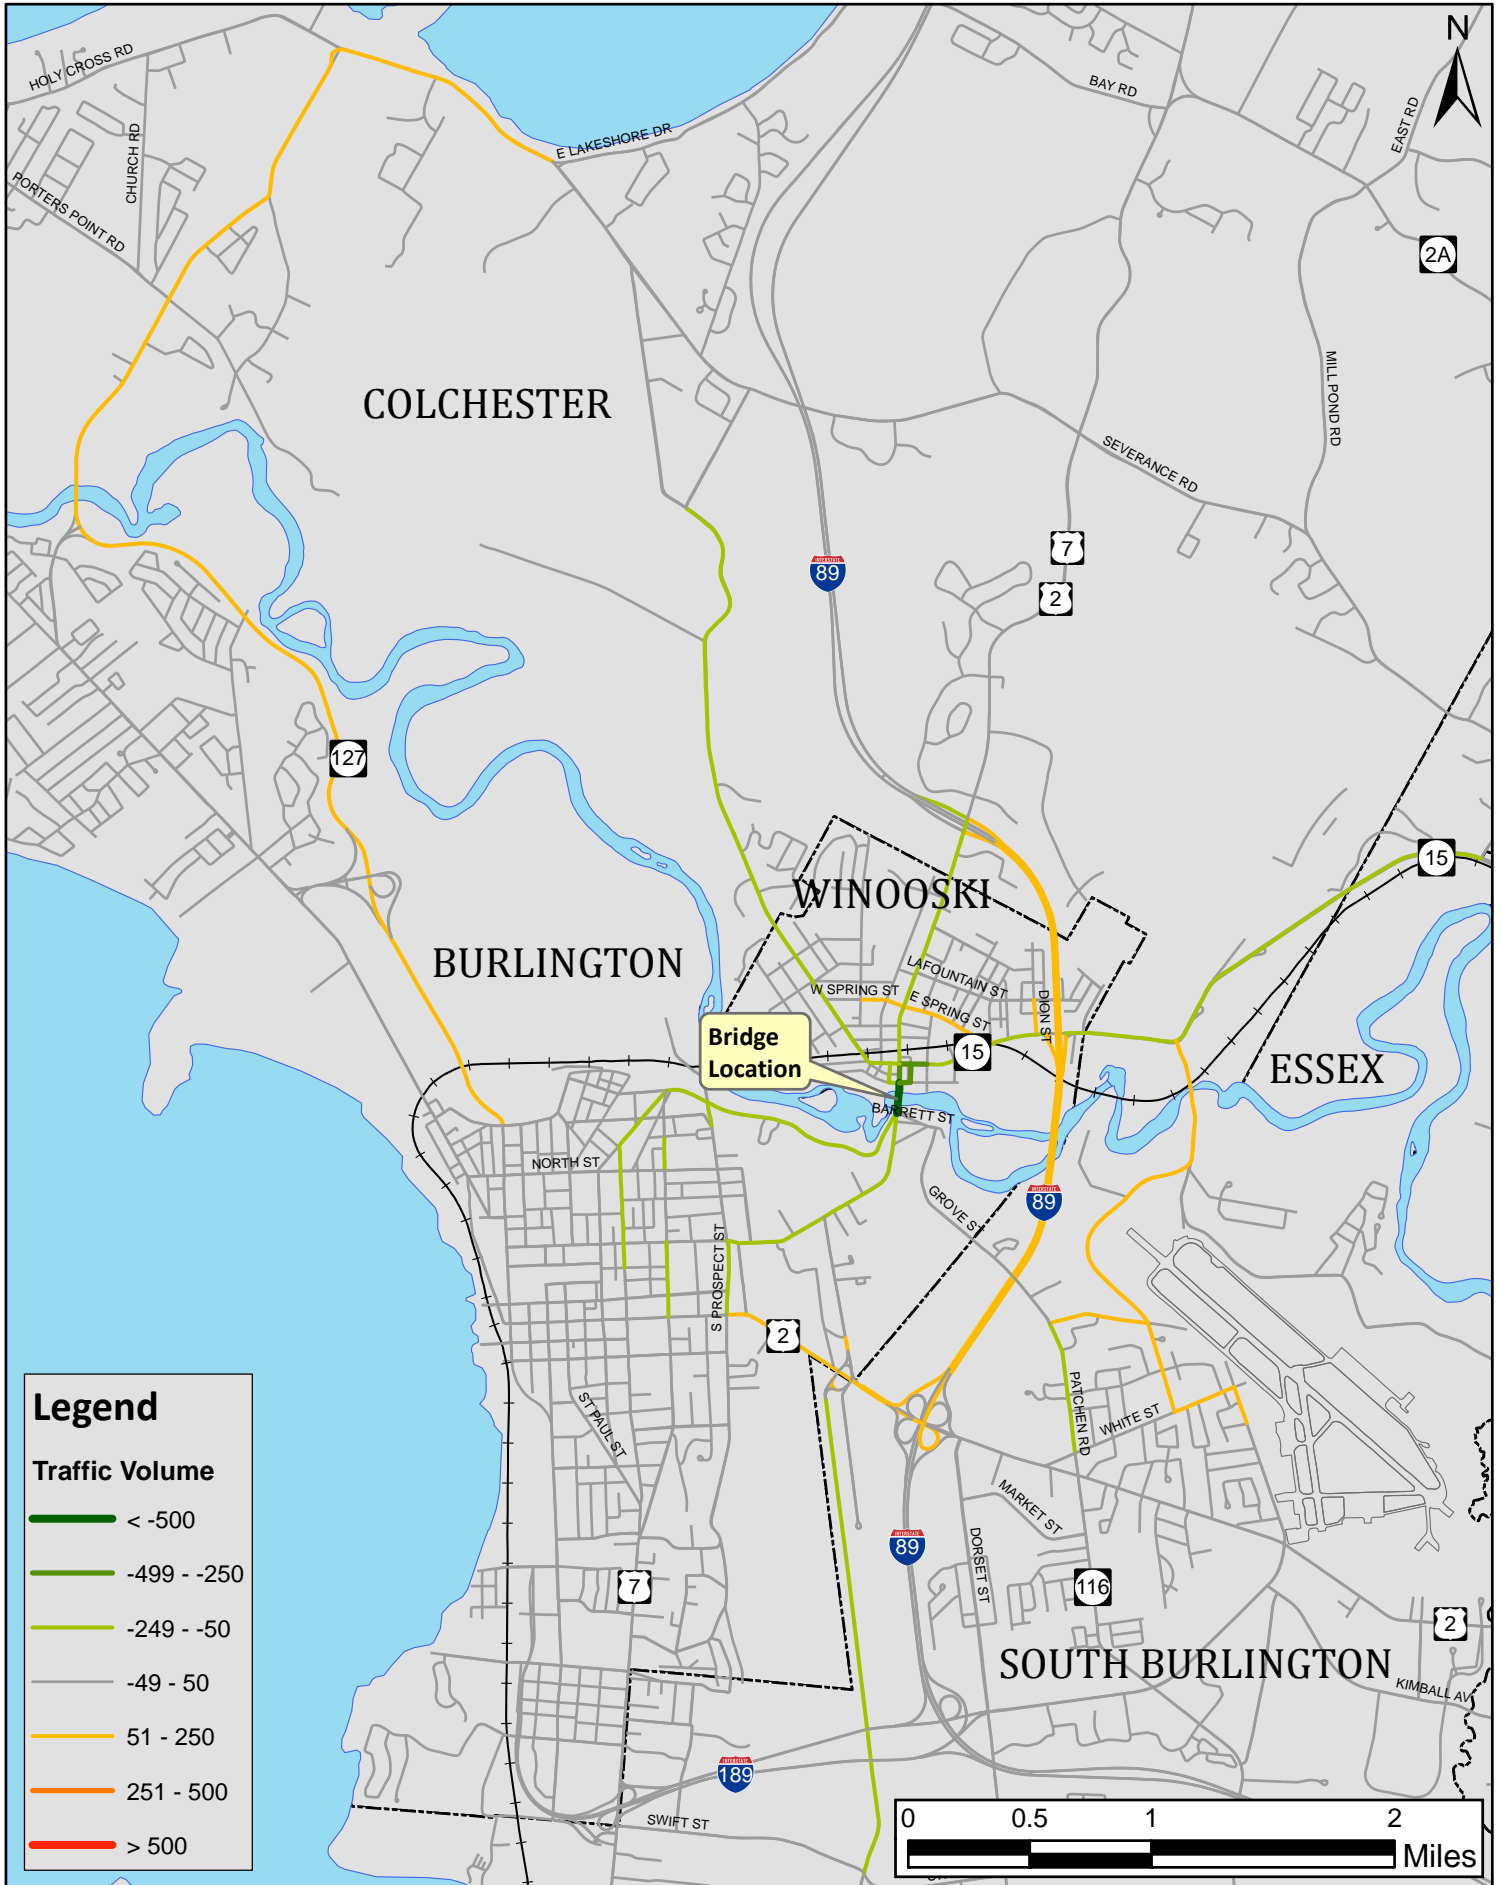 HOLY CROSS RD
N
BAY RD
EAST RD
CHURCH RD
E LAKESHORE DR
PORTERS POINT RD
2A
COLCHESTER
MILL POND RD
SEVERANCE RD
7
INTERSTATE
89
2
127
15
WINOOSKI
BURLINGTON
LAFOUNTAIN ST
W SPRING ST
E SPRING ST
DION ST
Bridge
Location
15
ESSEX
BARRETT ST
NORTH ST
GROVE ST
INTERSTATE
89
S PROSPECT ST
2
PATCHEN RD
WHITE ST
ST PAUL ST
MARKET ST
INTERSTATE
89
DORSET ST
7
116
2
SOUTH BURLINGTON
KIMBALL AV
INTERSTATE
189
SWIFT ST
Legend
Traffic Volume
< -500
-499 - -250
-249 - -50
-49 - 50
51 - 250
251 - 500
> 500
0 0.5 1 2
Miles